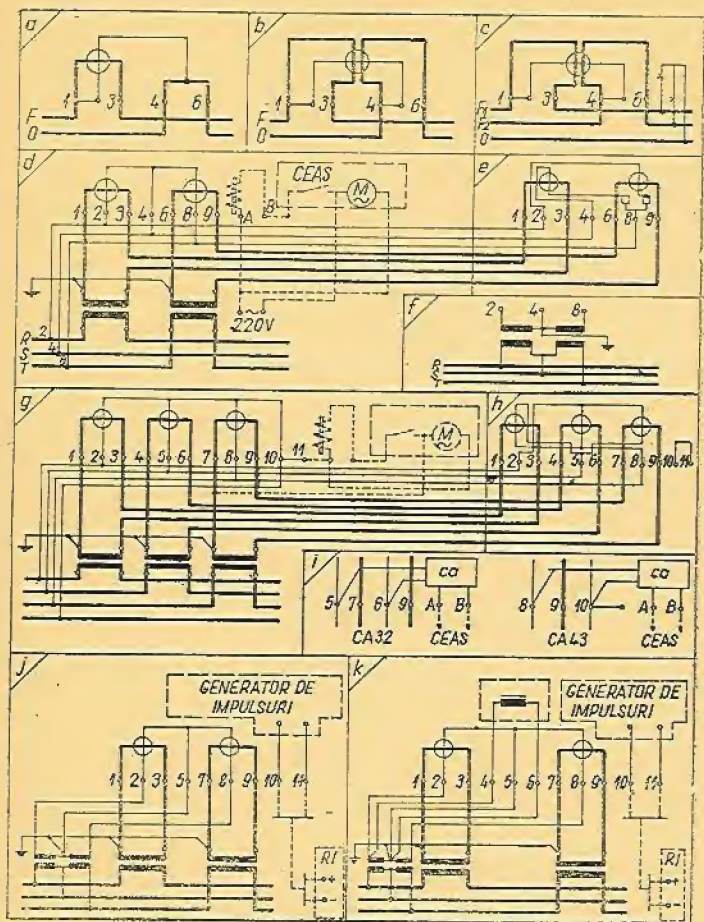 a
1 3 4 6
F
0
b
1 3 4 6
F
0
c
1 3 4 6
F1
F2
0
d
CEAS
M
1 2 3 4 6 8 9 A B
~220V
R 2
S 4
T
e
1 2 3 4 6 8 9
f
2 4 8
R
S
T
g
M
1 2 3 4 5 6 7 8 9 10 11
h
1 2 3 4 5 6 7 8 9 10 11
i
ca
5 7 6 9 A B
CA32 CEAS
ca
8 9 10 A B
CA43 CEAS
j
GENERATOR DE
IMPULSURI
1 2 3 5 7 8 9 10 11
RI
k
GENERATOR DE
IMPULSURI
1 2 3 4 5 6 7 8 9 10 11
RI